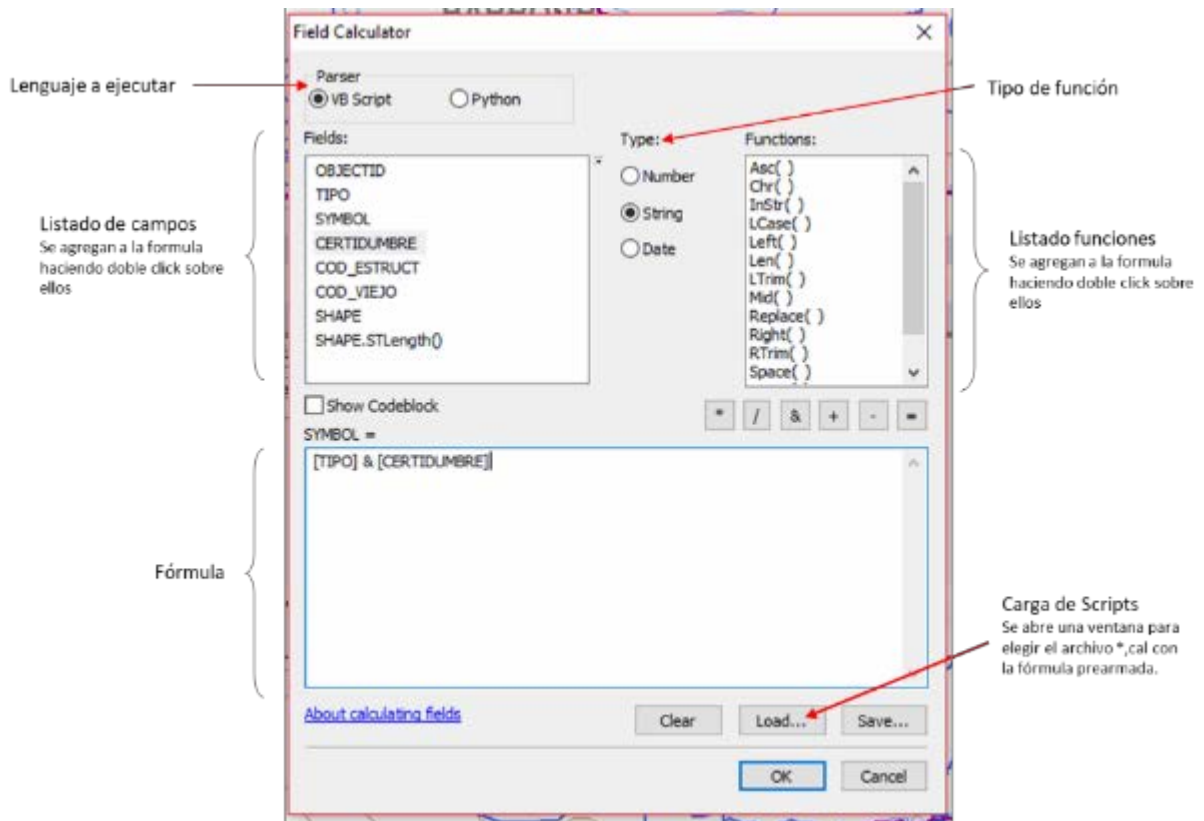 Field Calculator
Parser
Lenguaje a ejecutar
VB Script
Python
Tipo de función
Fields:
Type:
Functions:
OBJECTID
TIPO
SYMBOL
CERTIDUMBRE
COD_ESTRUCT
COD_VIEJO
SHAPE
SHAPE.STLength()
Number
String
Date
Asc( )
Chr( )
InStr( )
LCase( )
Left( )
Len( )
LTrim( )
Mid( )
Replace( )
Right( )
RTrim( )
Space( )
Listado de campos
Se agregan a la formula
haciendo doble click sobre
ellos
Listado funciones
Se agregan a la formula
haciendo doble click sobre
ellos
Show Codeblock
* / & + - =
SYMBOL =
[TIPO] & [CERTIDUMBRE]
Fórmula
Carga de Scripts
Se abre una ventana para
elegir el archivo *,cal con
la fórmula prearmada.
About calculating fields
Clear
Load...
Save...
OK
Cancel